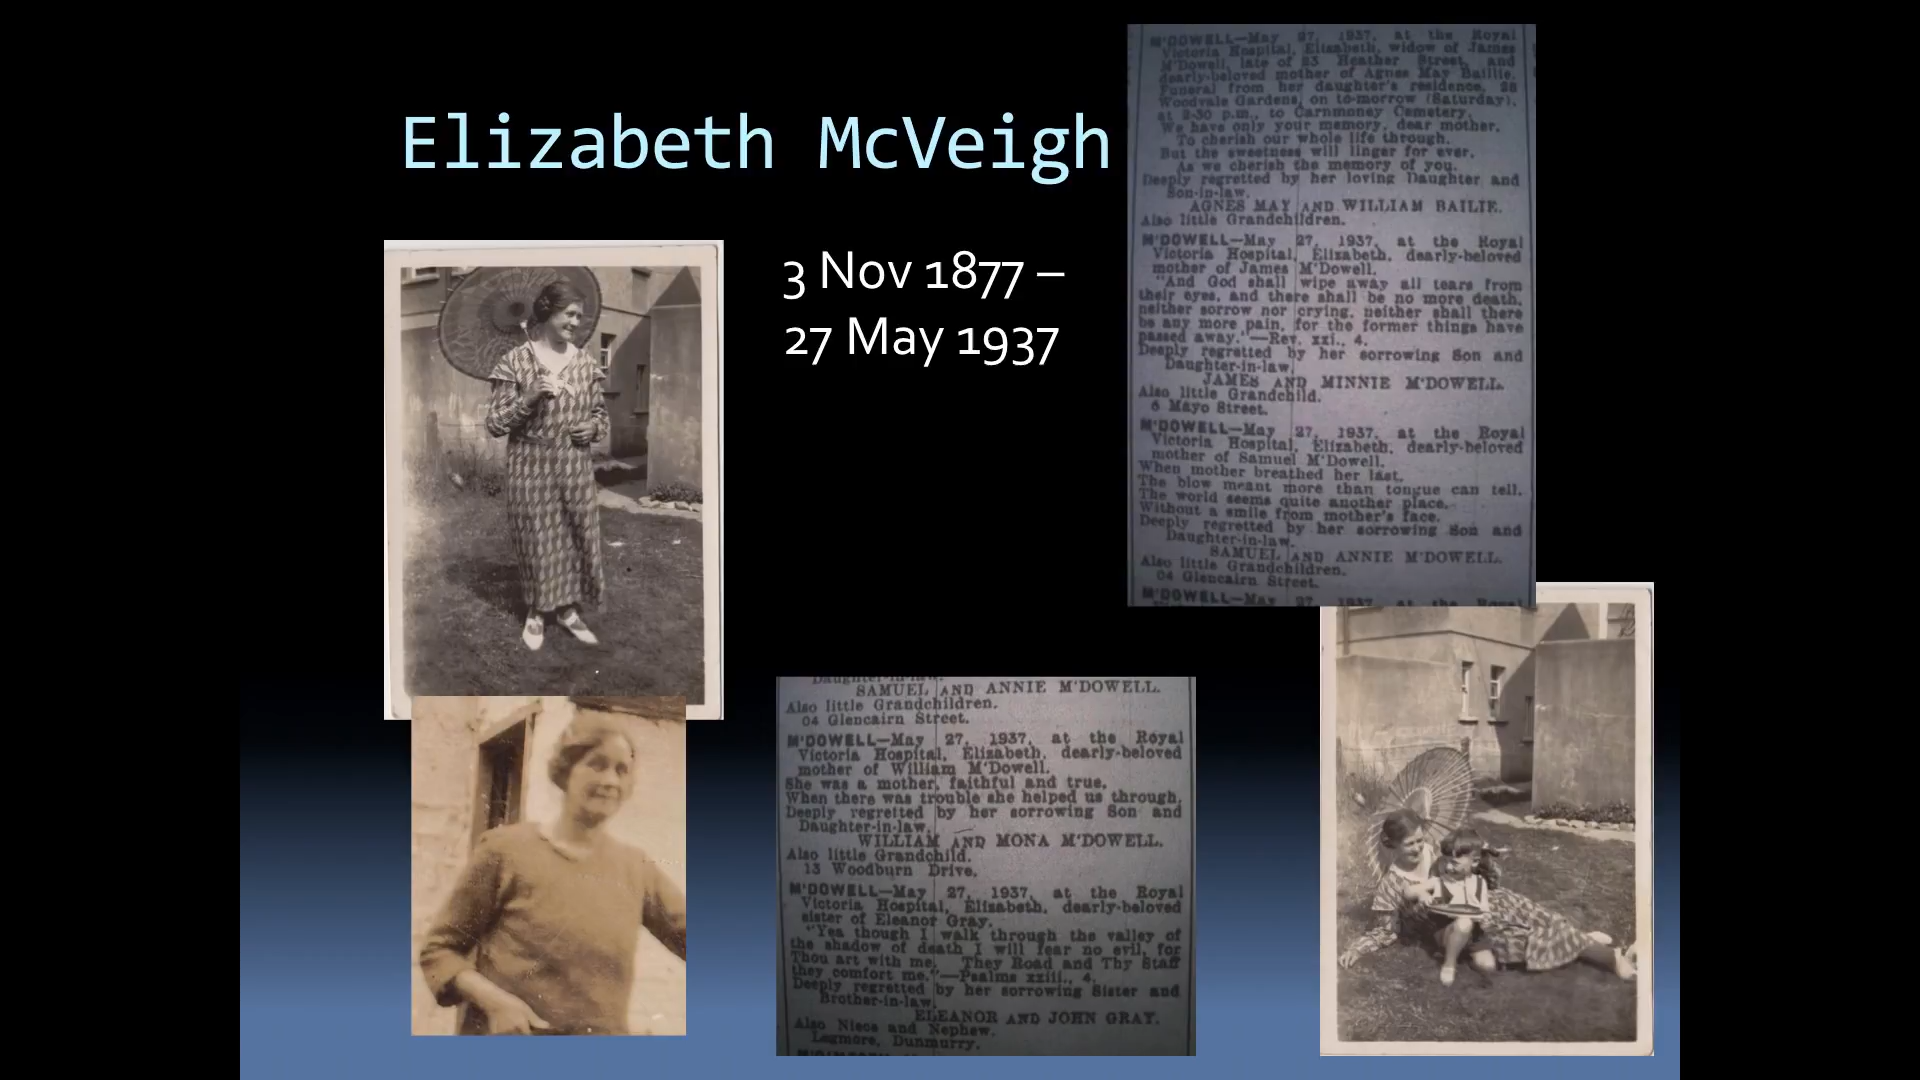 Elizabeth McVeigh
3 Nov 1877 –
27 May 1937
M'DOWELL—May 27, 1937, at the Royal
Victoria Hospital, Elizabeth, widow of James
M'Dowell, late of 23 Heather Street, and
dearly-beloved mother of Agnes May Baillie.
Funeral from her daughter's residence, 28
Woodvale Gardens, on to-morrow (Saturday),
at 2-30 p.m., to Carnmoney Cemetery.
We have only your memory, dear mother,
To cherish our whole life through.
But the sweetness will linger for ever,
As we cherish the memory of you.
Deeply regretted by her loving Daughter and
Son-in-law,
AGNES MAY AND WILLIAM BAILIE.
Also little Grandchildren.
M'DOWELL—May 27, 1937, at the Royal
Victoria Hospital, Elizabeth, dearly-beloved
mother of James M'Dowell.
"And God shall wipe away all tears from
their eyes, and there shall be no more death,
neither sorrow nor crying, neither shall there
be any more pain, for the former things have
passed away."—Rev. xxi., 4.
Deeply regretted by her sorrowing Son and
Daughter-in-law,
JAMES AND MINNIE M'DOWELL.
Also little Grandchild.
6 Mayo Street.
M'DOWELL—May 27, 1937, at the Royal
Victoria Hospital, Elizabeth, dearly-beloved
mother of Samuel M'Dowell.
When mother breathed her last,
The blow meant more than tongue can tell,
The world seems quite another place,
Without a smile from mother's face.
Deeply regretted by her sorrowing Son and
Daughter-in-law,
SAMUEL AND ANNIE M'DOWELL.
Also little Grandchildren.
04 Glencairn Street.
M'DOWELL—May 27, 1937, at the Royal
Daughter-in-law,
SAMUEL AND ANNIE M'DOWELL.
Also little Grandchildren.
04 Glencairn Street.
M'DOWELL—May 27, 1937, at the Royal
Victoria Hospital, Elizabeth, dearly-beloved
mother of William M'Dowell.
She was a mother, faithful and true,
When there was trouble she helped us through.
Deeply regretted by her sorrowing Son and
Daughter-in-law,
WILLIAM AND MONA M'DOWELL.
Also little Grandchild.
13 Woodburn Drive.
M'DOWELL—May 27, 1937, at the Royal
Victoria Hospital, Elizabeth, dearly-beloved
sister of Eleanor Gray.
"Yea though I walk through the valley of
the shadow of death I will fear no evil, for
Thou art with me. They Road and Thy Staff
they comfort me."—Psalms xxiii., 4.
Deeply regretted by her sorrowing Sister and
Brother-in-law,
ELEANOR AND JOHN GRAY.
Also Niece and Nephew.
Lagmore, Dunmurry.